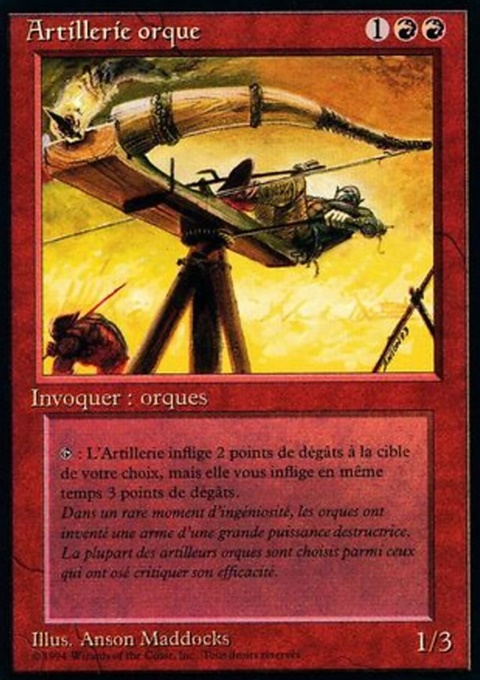 Artillerie orque 1
Invoquer : orques
: L'Artillerie inflige 2 points de dégâts à la cible
de votre choix, mais elle vous inflige en même
temps 3 points de dégâts.
Dans un rare moment d'ingéniosité, les orques ont
inventé une arme d'une grande puissance destructrice.
La plupart des artilleurs orques sont choisis parmi ceux
qui ont osé critiquer son efficacité.
Illus. Anson Maddocks
1/3
©1994 Wizards of the Coast, Inc. Tous droits réservés